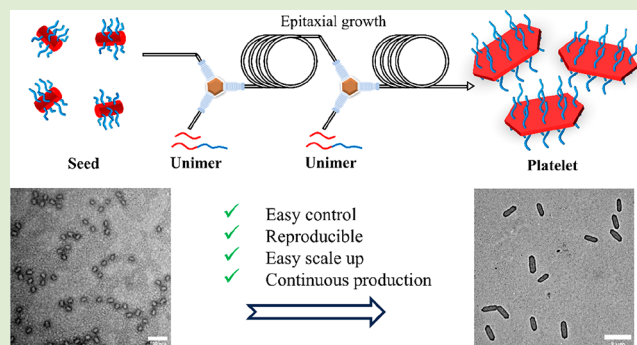 Epitaxial growth
Seed
Unimer
Unimer
Platelet
✓ Easy control
✓ Reproducible
✓ Easy scale up
✓ Continuous production